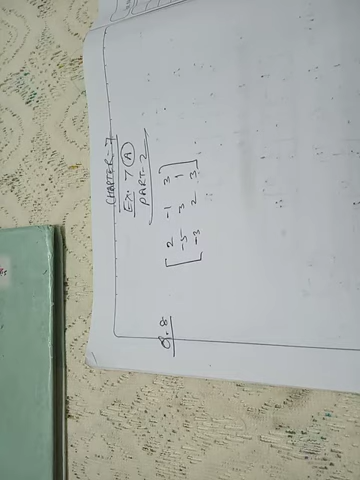 CHAPTER-7
Ex. 7 A
PART-2
Q.8 [ 2 -1 3
-5 3 1
-3 2 3 ]